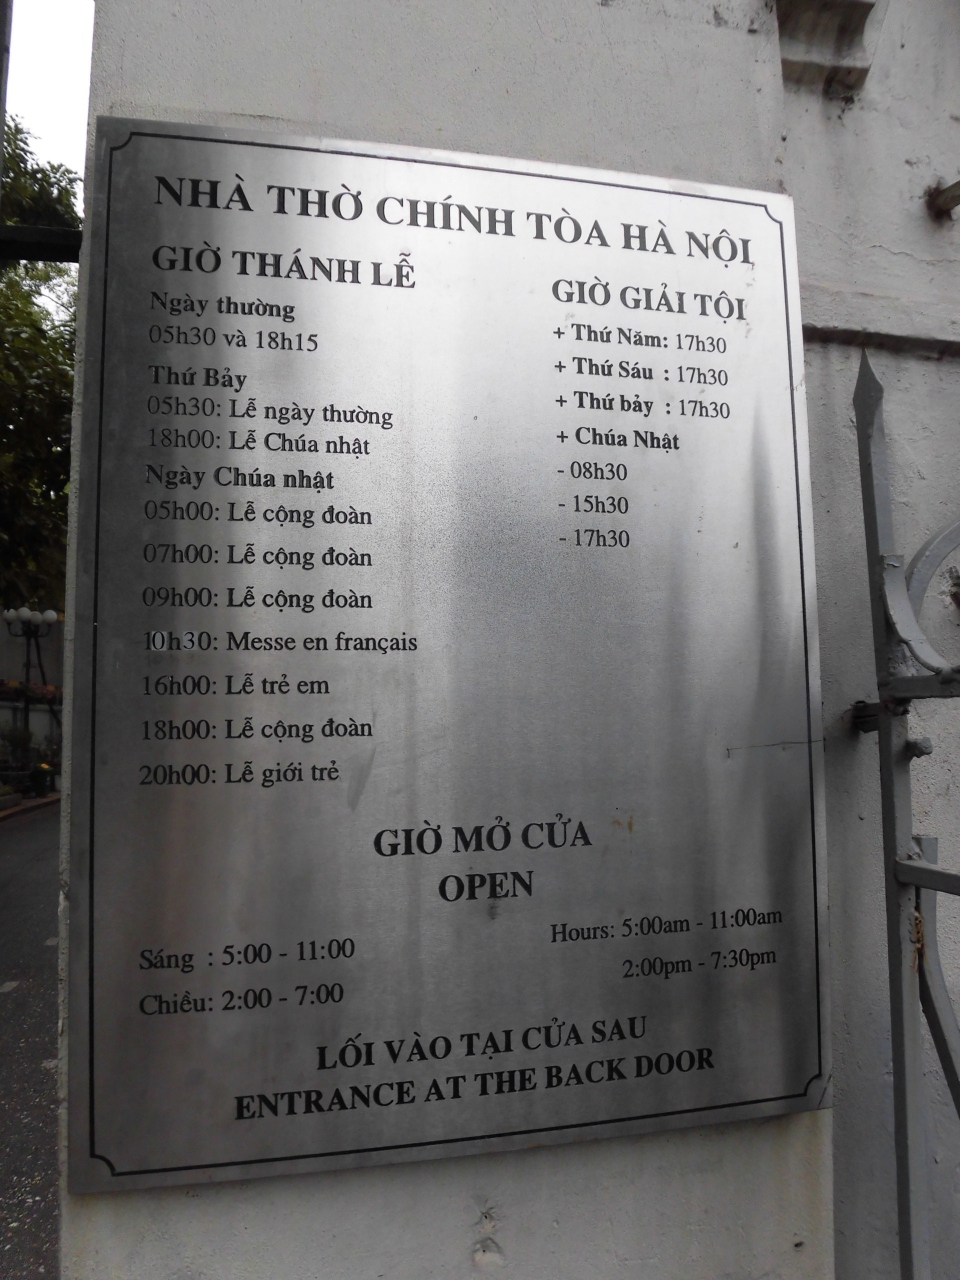 NHÀ THỜ CHÍNH TÒA HÀ NỘI
GIỜ THÁNH LỄ
Ngày thường
05h30 và 18h15
Thứ Bảy
05h30: Lễ ngày thường
18h00: Lễ Chúa nhật
Ngày Chúa nhật
05h00: Lễ cộng đoàn
07h00: Lễ cộng đoàn
09h00: Lễ cộng đoàn
10h30: Messe en français
16h00: Lễ trẻ em
18h00: Lễ cộng đoàn
20h00: Lễ giới trẻ
GIỜ GIẢI TỘI
+ Thứ Năm: 17h30
+ Thứ Sáu : 17h30
+ Thứ bảy : 17h30
+ Chúa Nhật
- 08h30
- 15h30
- 17h30
GIỜ MỞ CỬA
OPEN
Sáng : 5:00 - 11:00
Chiều: 2:00 - 7:00
Hours: 5:00am - 11:00am
2:00pm - 7:30pm
LỐI VÀO TẠI CỬA SAU
ENTRANCE AT THE BACK DOOR